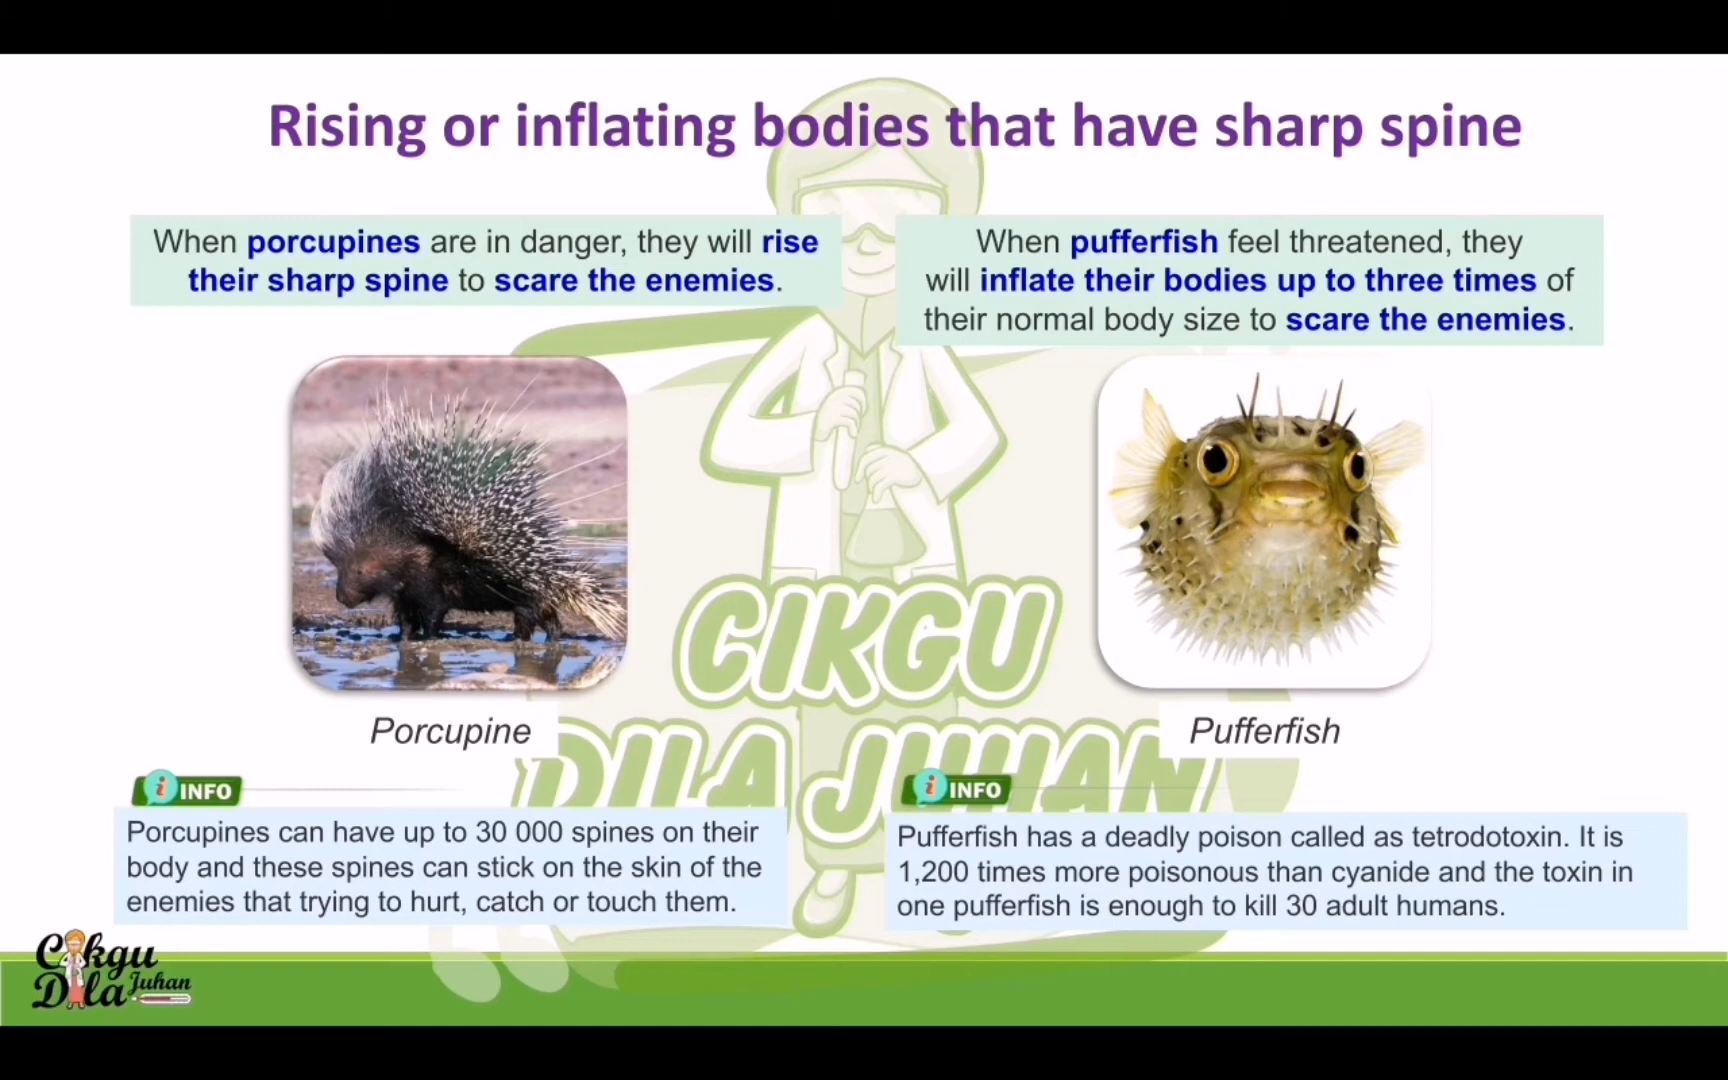 Rising or inflating bodies that have sharp spine
When porcupines are in danger, they will rise
their sharp spine to scare the enemies.
When pufferfish feel threatened, they
will inflate their bodies up to three times of
their normal body size to scare the enemies.
Porcupine
Pufferfish
i INFO
Porcupines can have up to 30 000 spines on their
body and these spines can stick on the skin of the
enemies that trying to hurt, catch or touch them.
i INFO
Pufferfish has a deadly poison called as tetrodotoxin. It is
1,200 times more poisonous than cyanide and the toxin in
one pufferfish is enough to kill 30 adult humans.
CIKGU
DILA JUHAN
Cikgu
Dila Juhan